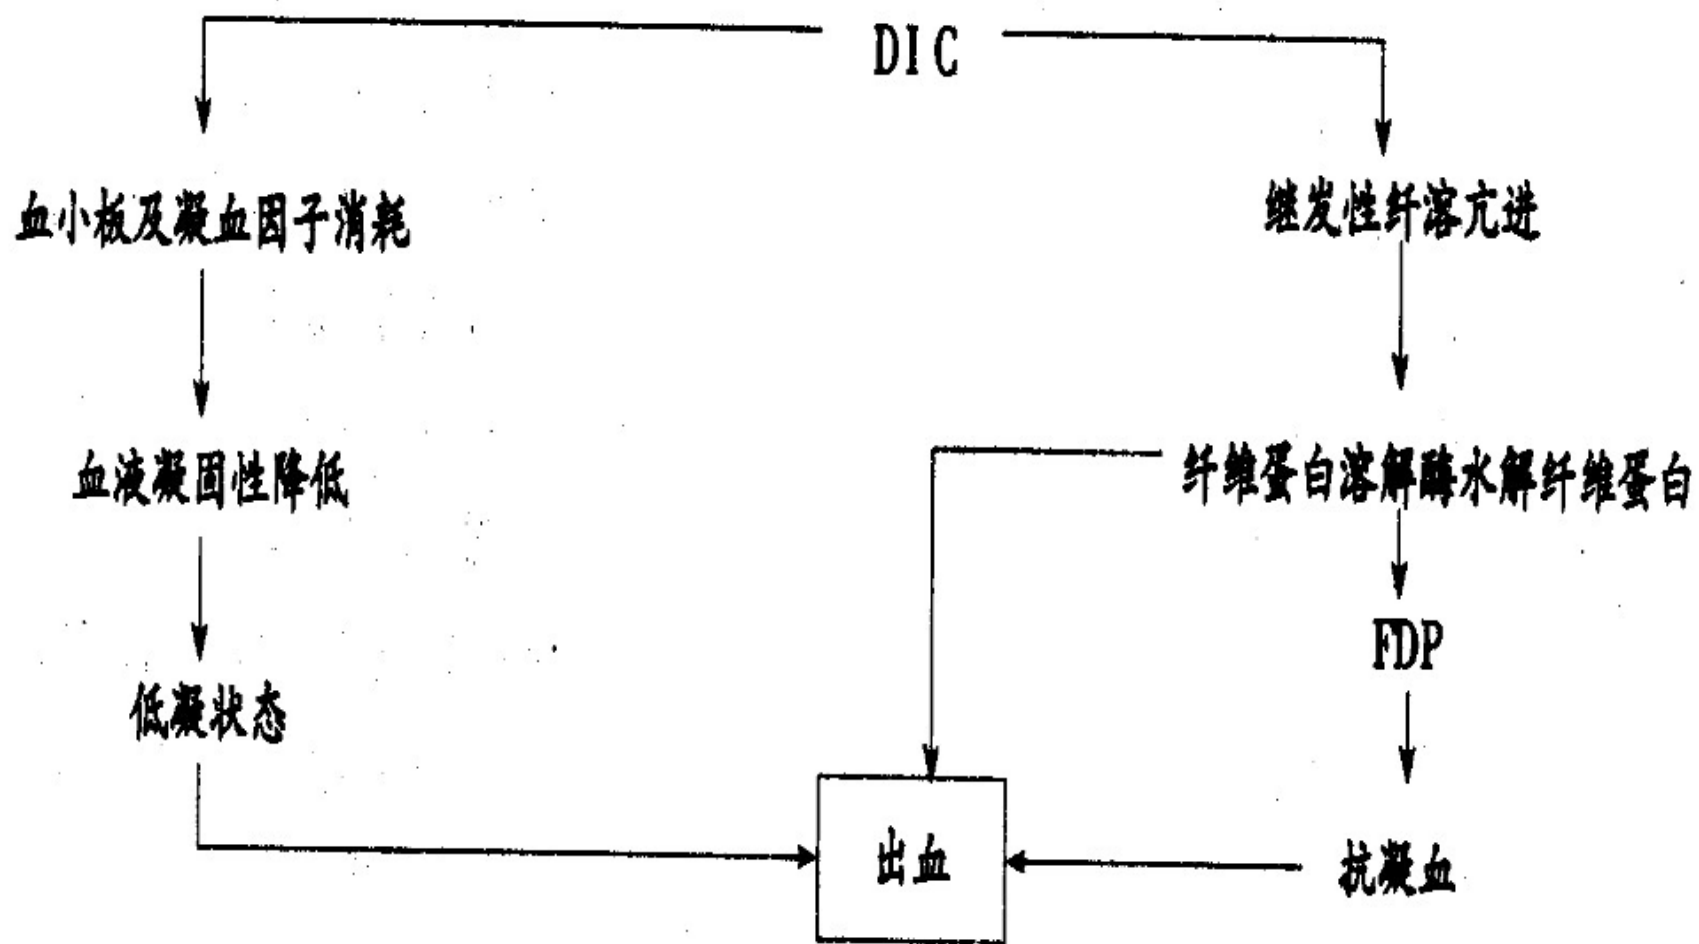 DIC
血小板及凝血因子消耗
继发性纤溶亢进
血液凝固性降低
纤维蛋白溶解酶水解纤维蛋白
FDP
低凝状态
出血
抗凝血